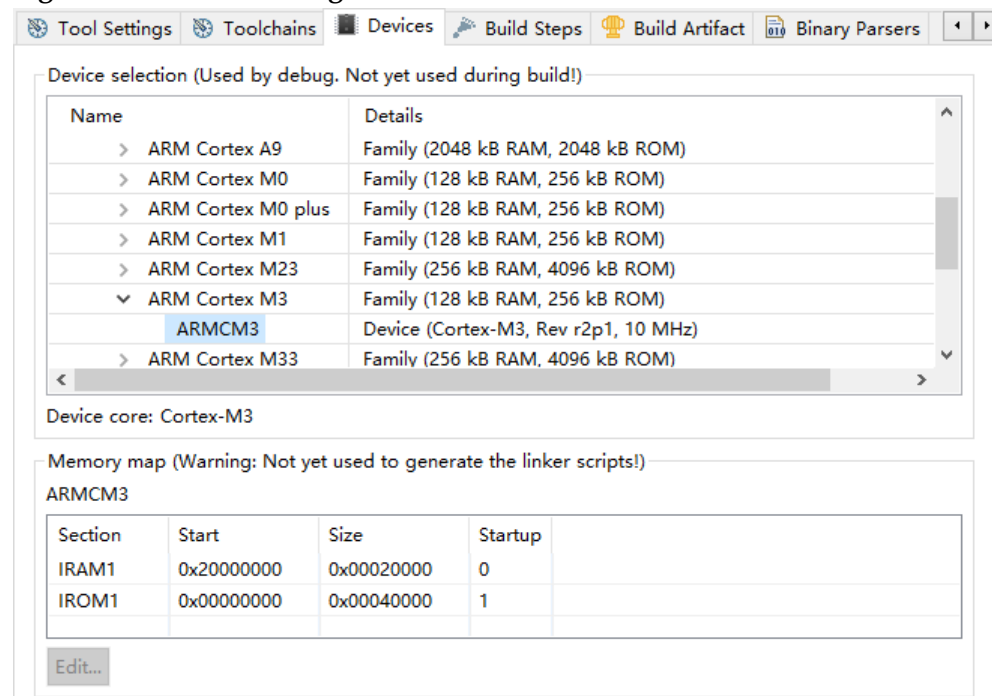 Tool Settings Toolchains Devices Build Steps Build Artifact Binary Parsers
Device selection (Used by debug. Not yet used during build!)
Name Details
ARM Cortex A9 Family (2048 kB RAM, 2048 kB ROM)
ARM Cortex M0 Family (128 kB RAM, 256 kB ROM)
ARM Cortex M0 plus Family (128 kB RAM, 256 kB ROM)
ARM Cortex M1 Family (128 kB RAM, 256 kB ROM)
ARM Cortex M23 Family (256 kB RAM, 4096 kB ROM)
ARM Cortex M3 Family (128 kB RAM, 256 kB ROM)
ARMCM3 Device (Cortex-M3, Rev r2p1, 10 MHz)
ARM Cortex M33 Family (256 kB RAM, 4096 kB ROM)
Device core: Cortex-M3
Memory map (Warning: Not yet used to generate the linker scripts!)
ARMCM3
Section Start Size Startup
IRAM1 0x20000000 0x00020000 0
IROM1 0x00000000 0x00040000 1
Edit...